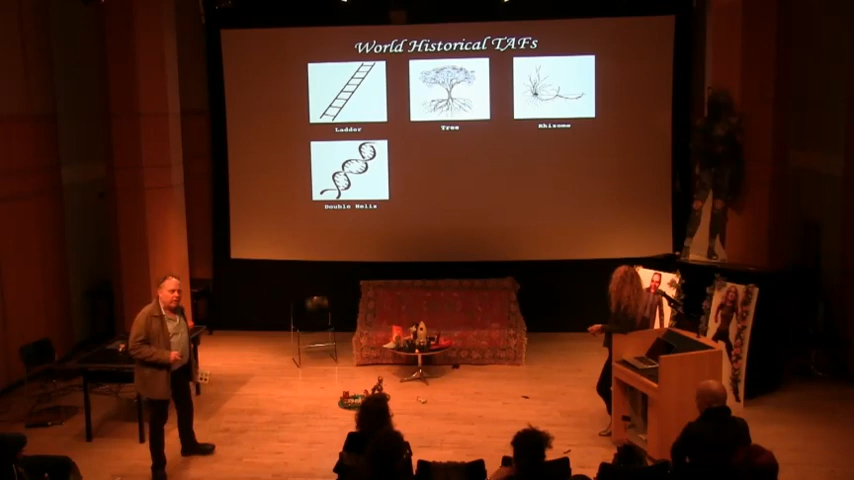 World Historical TAFs
Ladder
Tree
Rhizome
Double Helix